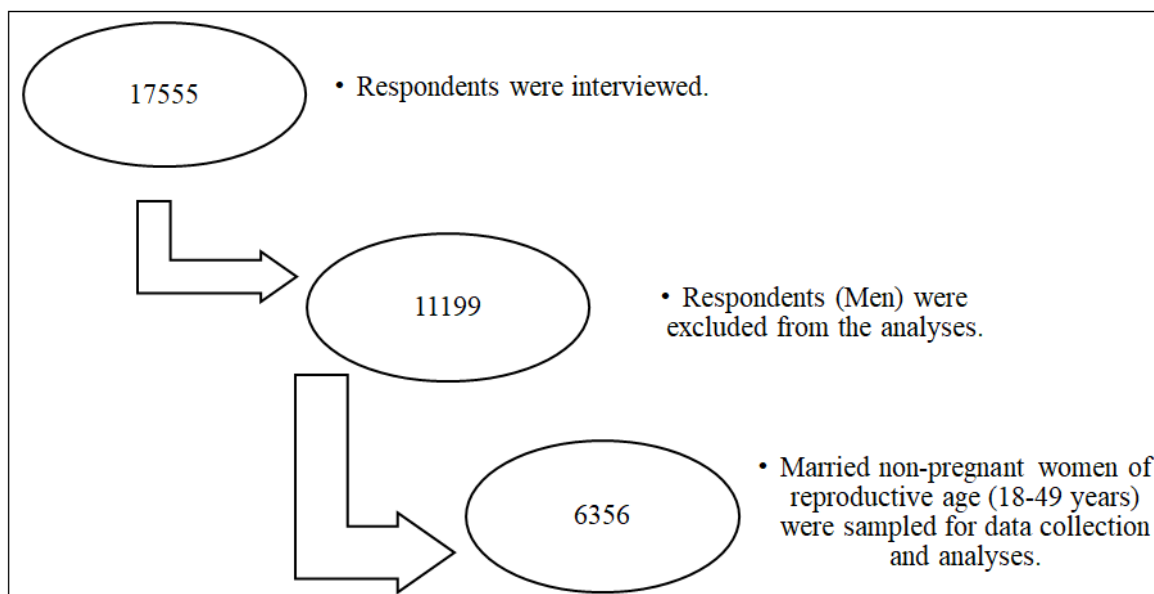 17555
• Respondents were interviewed.
11199
• Respondents (Men) were
excluded from the analyses.
6356
• Married non-pregnant women of
reproductive age (18-49 years)
were sampled for data collection
and analyses.